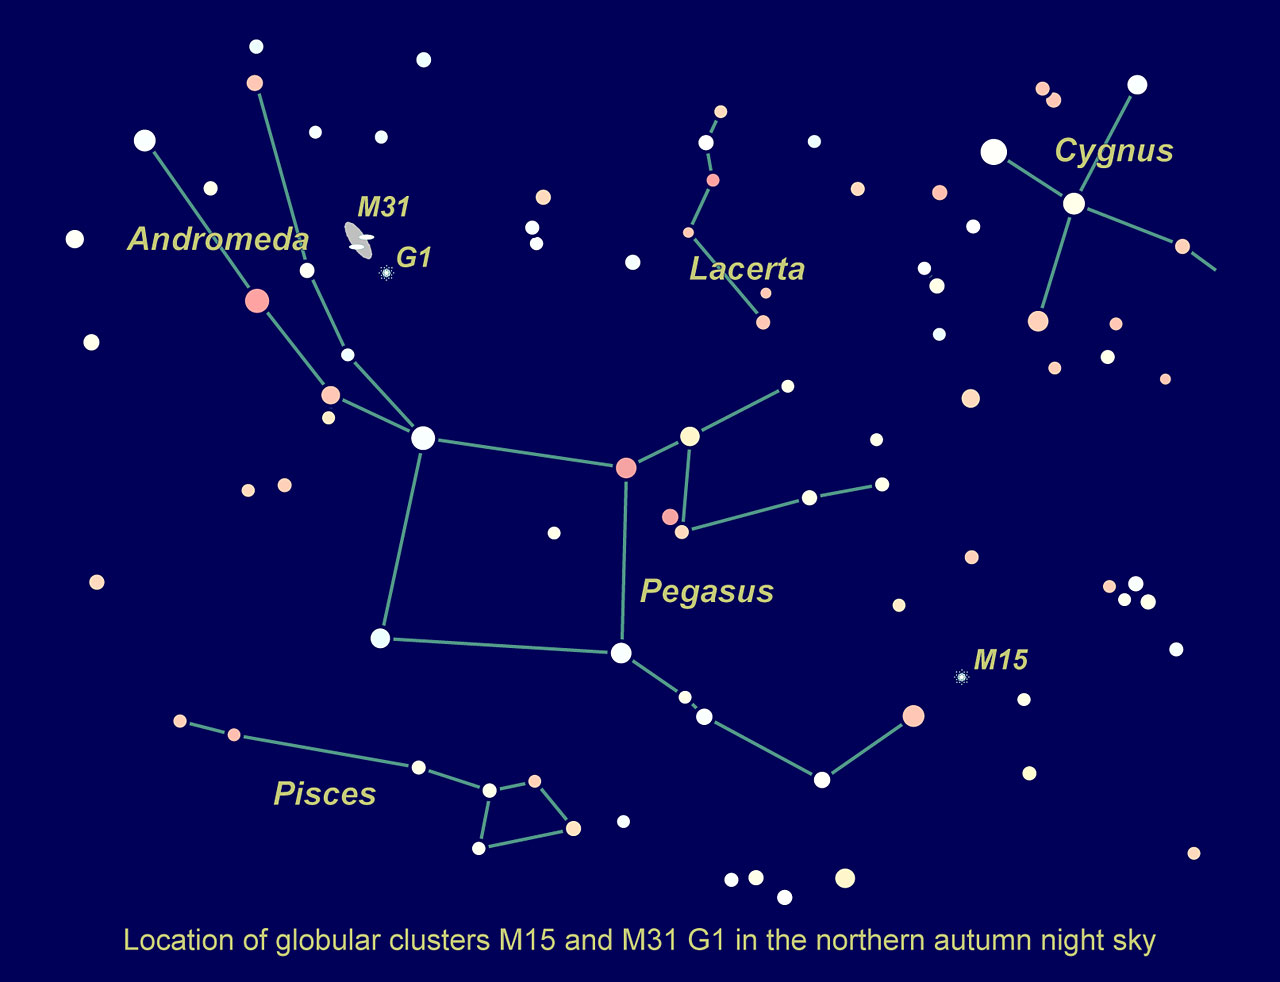 Cygnus
M31
Andromeda
G1
Lacerta
Pegasus
M15
Pisces
Location of globular clusters M15 and M31 G1 in the northern autumn night sky